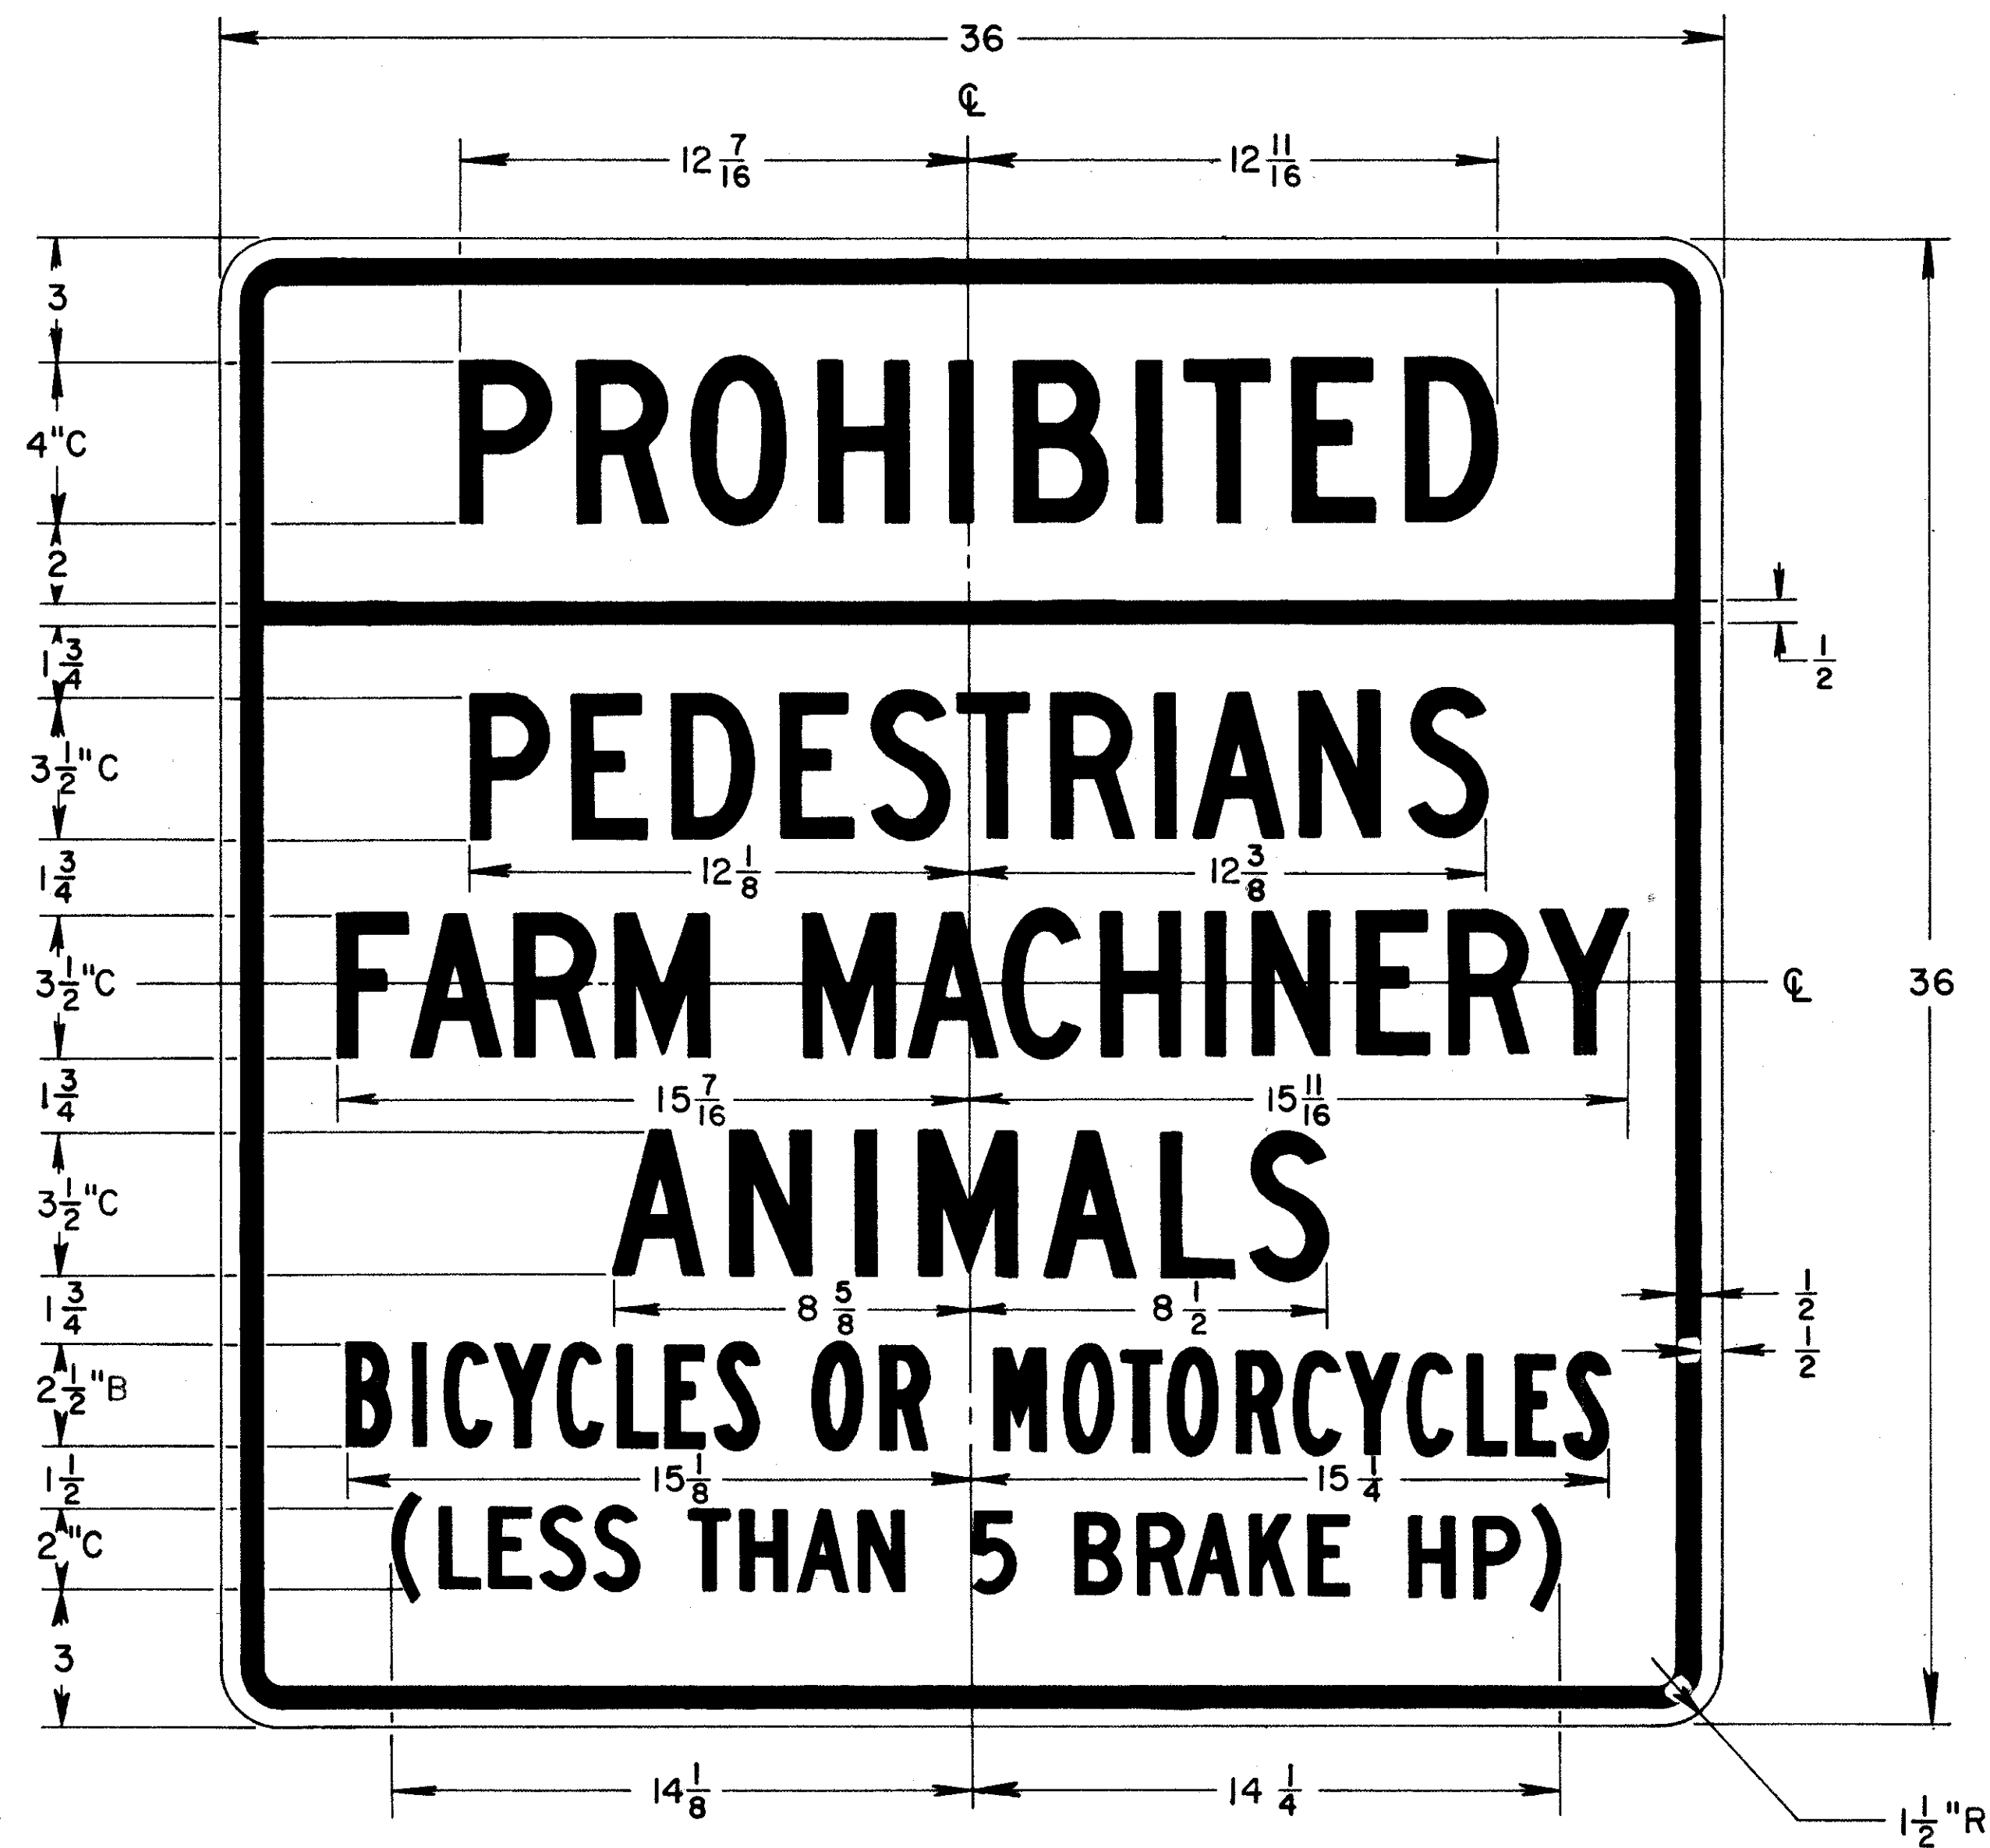 36
℄
12 7/16 12 11/16
3
PROHIBITED
4"C
2
1/2
1 3/4
PEDESTRIANS
3 1/2"C
12 1/8 12 3/8
1 3/4
FARM MACHINERY
3 1/2"C ℄ 36
15 7/16 15 11/16
1 3/4
ANIMALS
3 1/2"C
8 5/8 8 1/2
1 3/4 1/2
BICYCLES OR MOTORCYCLES
1/2
2 1/2"B
15 1/8 15 1/4
1 1/2
(LESS THAN 5 BRAKE HP)
2"C
3
14 1/8 14 1/4
1 1/2"R